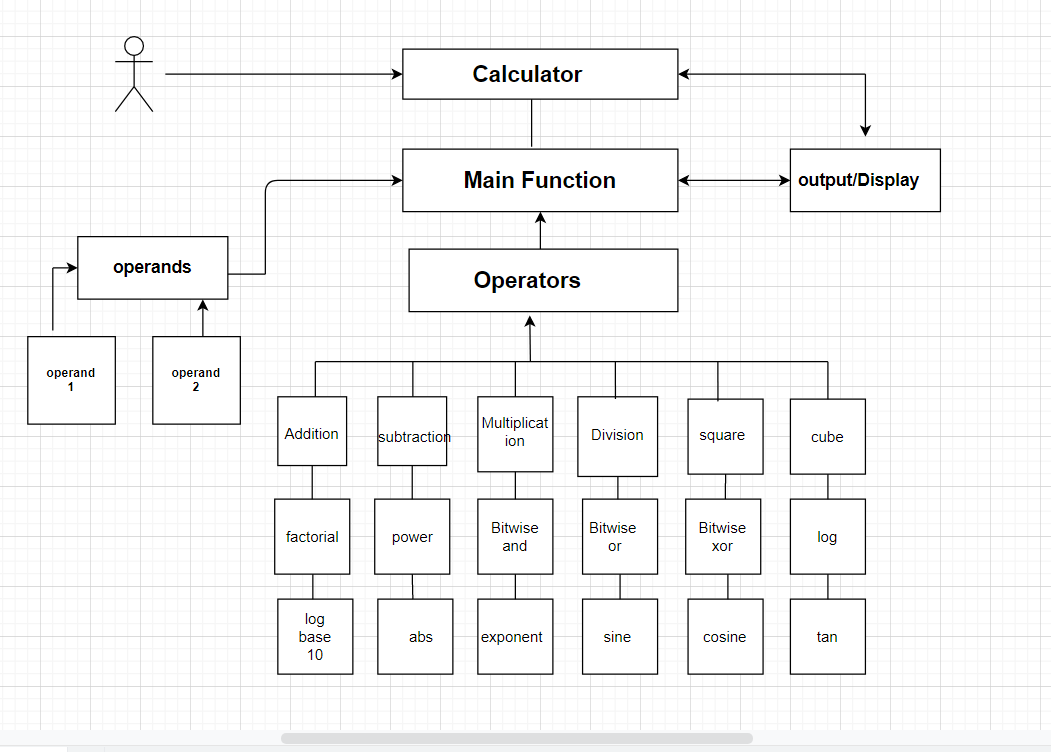 Calculator
Main Function
output/Display
operands
Operators
operand
1
operand
2
Addition
subtraction
Multiplicat
ion
Division
square
cube
factorial
power
Bitwise
and
Bitwise
or
Bitwise
xor
log
log
base
10
abs
exponent
sine
cosine
tan